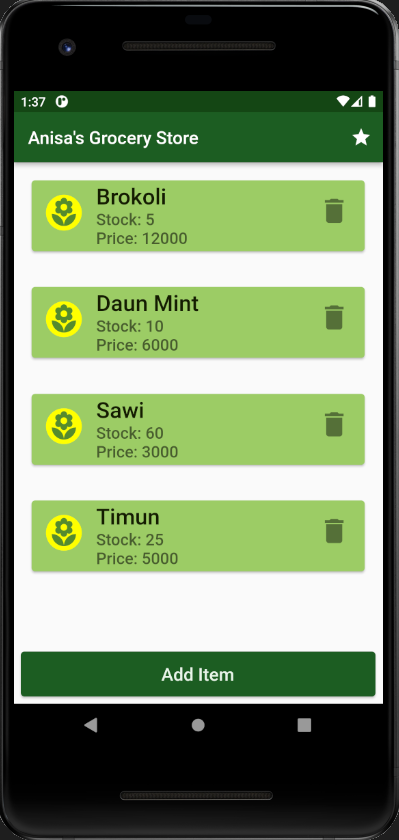 1:37
Anisa's Grocery Store
Brokoli
Stock: 5
Price: 12000
Daun Mint
Stock: 10
Price: 6000
Sawi
Stock: 60
Price: 3000
Timun
Stock: 25
Price: 5000
Add Item